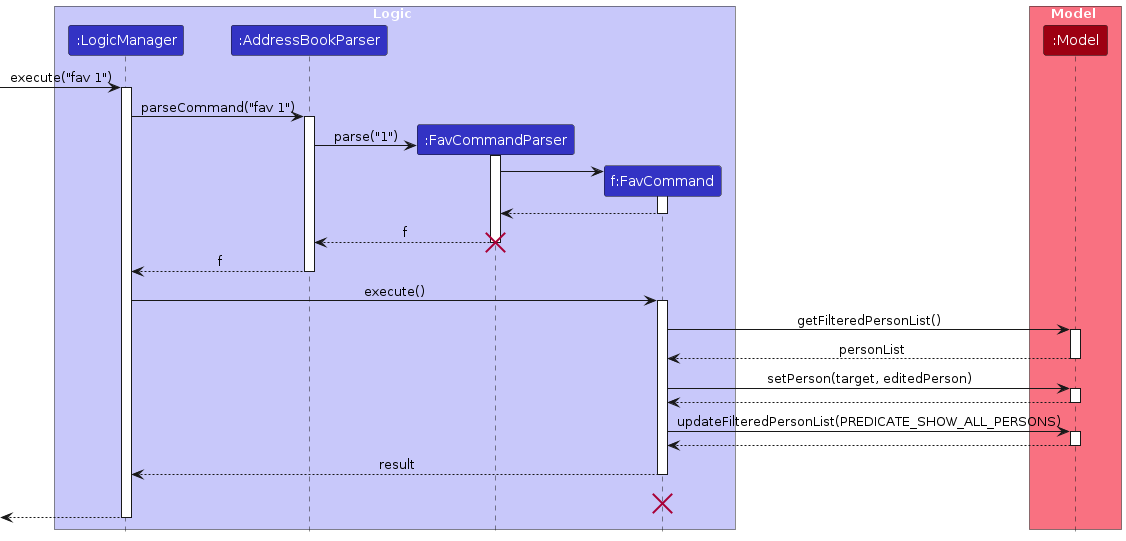 Logic
Model
:LogicManager
:AddressBookParser
:Model
execute("fav 1")
parseCommand("fav 1")
parse("1")
:FavCommandParser
f:FavCommand
f
f
execute()
getFilteredPersonList()
personList
setPerson(target, editedPerson)
updateFilteredPersonList(PREDICATE_SHOW_ALL_PERSONS)
result